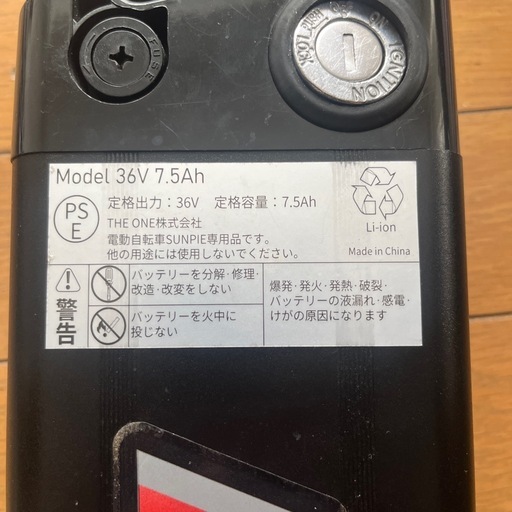 FUSE
OFF
ON
IGNITION
LOCK
Model 36V 7.5Ah
PS
E
定格出力：36V 定格容量：7.5Ah
THE ONE株式会社
電動自転車SUNPIE専用品です。
他の用途には使用しないでください。
Li-ion
Made in China
警告
バッテリーを分解・修理・
改造・改変をしない
バッテリーを火中に
投じない
爆発・発火・発熱・破裂・
バッテリーの液漏れ・感電・
けがの原因になります